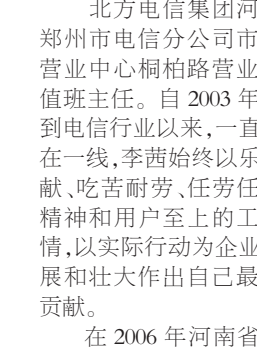 北方电信集团河
郑州市电信分公司市
营业中心桐柏路营业
值班主任。自 2003 年
到电信行业以来,一直
在一线,李茜始终以乐
献、吃苦耐劳、任劳任
精神和用户至上的工
情,以实际行动为企业
展和壮大作出自己最
贡献。
在 2006 年河南省